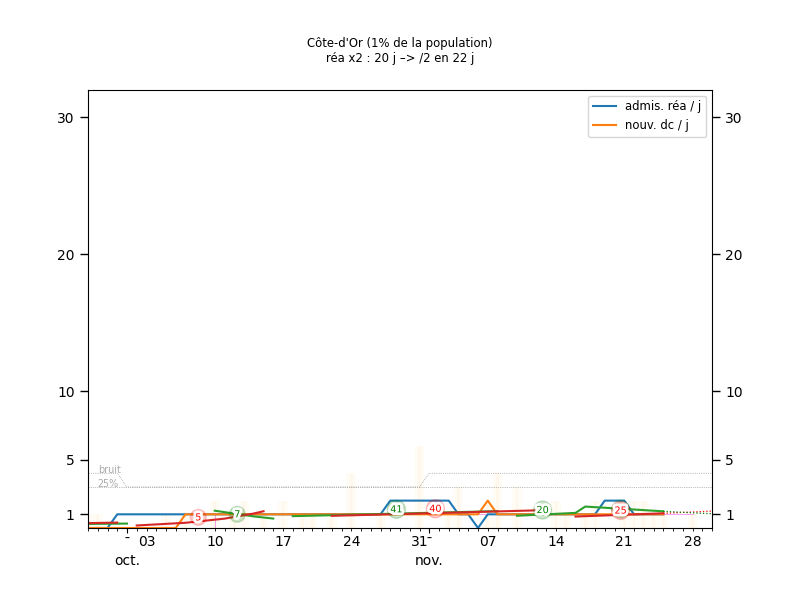 Côte-d'Or (1% de la population)
réa x2 : 20 j –> /2 en 22 j
admis. réa / j
nouv. dc / j
30
30
20
20
10
10
5
5
bruit
25%
1
1
5
7
41
40
20
25
- 03 10 17 24 31 - 07 14 21 28
oct. nov.